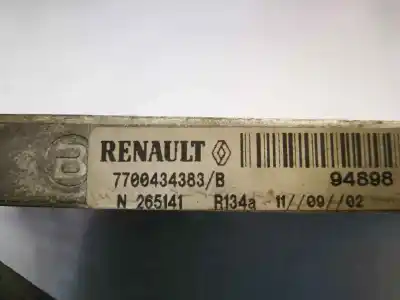 B
RENAULT
7700434383/B 94898
N 265141 R134a 11//09//02